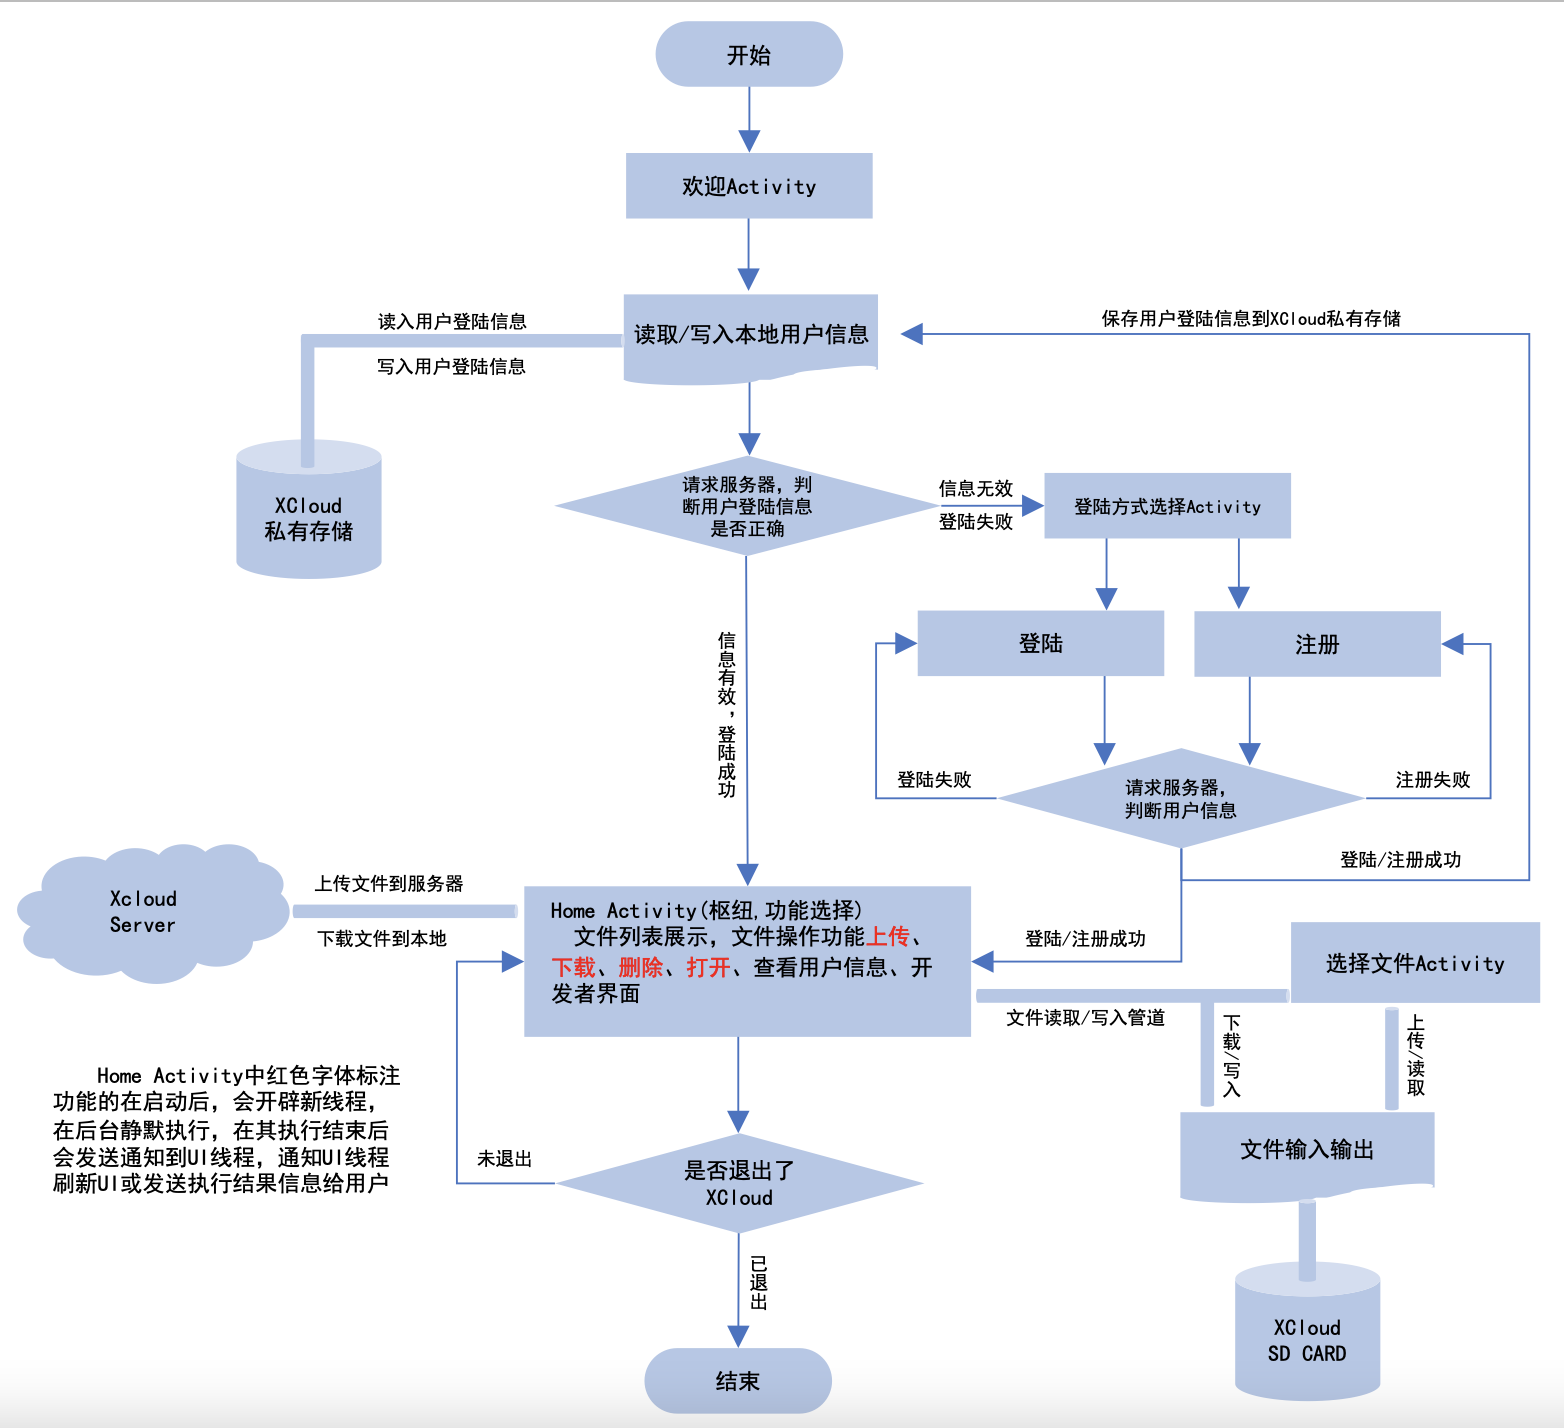 开始
欢迎Activity
读取/写入本地用户信息
读入用户登陆信息
写入用户登陆信息
保存用户登陆信息到XCloud私有存储
XCloud
私有存储
请求服务器，判
断用户登陆信息
是否正确
信息无效
登陆失败
登陆方式选择Activity
登陆
注册
信息有效，登陆成功
登陆失败
请求服务器，
判断用户信息
注册失败
登陆/注册成功
Xcloud
Server
上传文件到服务器
下载文件到本地
Home Activity(枢纽,功能选择)
文件列表展示，文件操作功能上传、
下载、删除、打开、查看用户信息、开
发者界面
登陆/注册成功
选择文件Activity
文件读取/写入管道
下载/写入
上传/读取
Home Activity中红色字体标注
功能的在启动后，会开辟新线程，
在后台静默执行，在其执行结束后
会发送通知到UI线程，通知UI线程
刷新UI或发送执行结果信息给用户
未退出
是否退出了
XCloud
文件输入输出
已退出
XCloud
SD CARD
结束